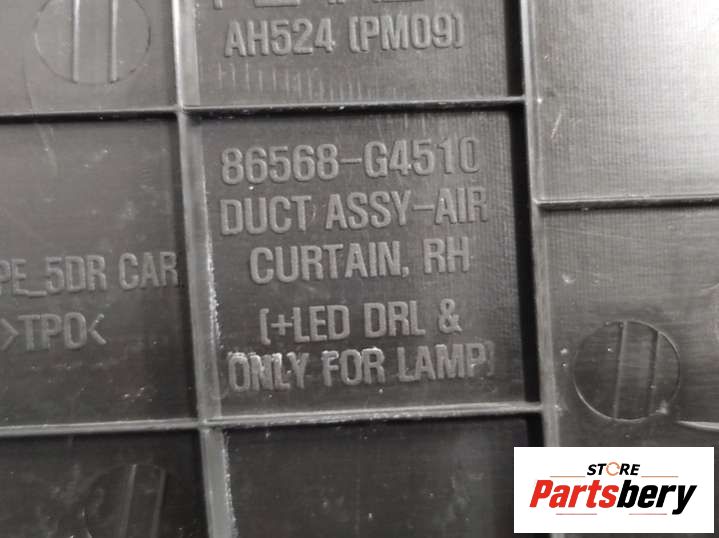 AH524 (PM09)
86568-G4510
DUCT ASSY-AIR
CURTAIN, RH
(+LED DRL &
ONLY FOR LAMP)
PE_5DR CAR
>TPO<
STORE
Partsbery